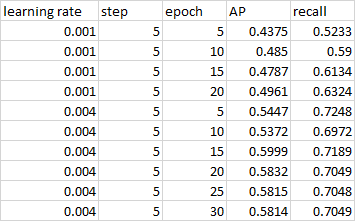 learning rate step epoch AP recall
0.001 5 5 0.4375 0.5233
0.001 5 10 0.485 0.59
0.001 5 15 0.4787 0.6134
0.001 5 20 0.4961 0.6324
0.004 5 5 0.5447 0.7248
0.004 5 10 0.5372 0.6972
0.004 5 15 0.5999 0.7189
0.004 5 20 0.5832 0.7049
0.004 5 25 0.5815 0.7048
0.004 5 30 0.5814 0.7049